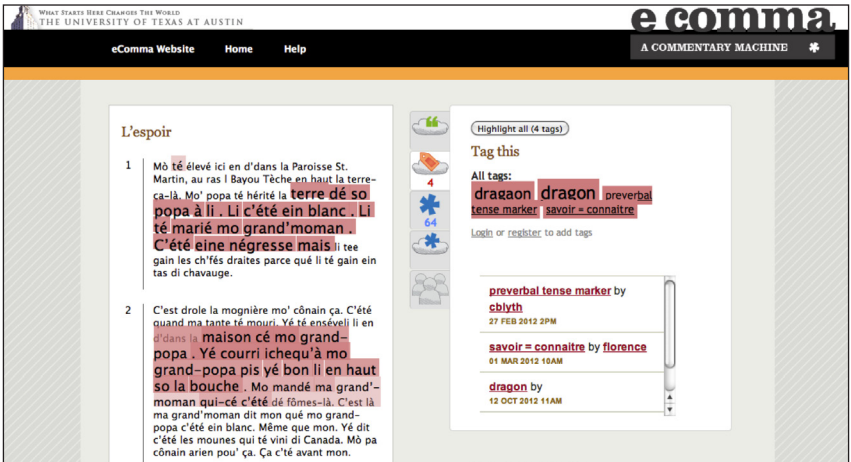 WHAT STARTS HERE CHANGES THE WORLD
THE UNIVERSITY OF TEXAS AT AUSTIN
e comma
A COMMENTARY MACHINE
eComma Website Home Help
L'espoir
1 Mò té élevé ici en d'dans la Paroisse St.
Martin, au ras l Bayou Tèche en haut la terre-
ça-là. Mo' popa té hérité la terre dé so
popa à li . Li c'été ein blanc . Li
té marié mo grand'moman .
C'été eine négresse mais li tee
gain les ch'fés draites parce qué li té gain ein
tas di chavauge.
2 C'est drole la mognière mo' cônain ça. C'été
quand ma tante té mouri. Yé té enséveli li en
d'dans la maison cé mo grand-
popa . Yé courri ichequ'à mo
grand-popa pis yé bon li en haut
so la bouche . Mo mandé ma grand'-
moman qui-cé c'été dé fômes-là. C'est là
ma grand'moman dit mon qué mo grand-
popa c'été ein blanc. Même que mon. Yé dit
c'été les mounes qui té vini di Canada. Mò pa
cônain arien pou' ça. Ça c'té avant mon.
4
64
Highlight all (4 tags)
Tag this
All tags:
dragaon dragon preverbal
tense marker savoir = connaitre
Login or register to add tags
preverbal tense marker by
cblyth
27 FEB 2012 2PM
savoir = connaitre by florence
01 MAR 2012 10AM
dragon by
12 OCT 2012 11AM